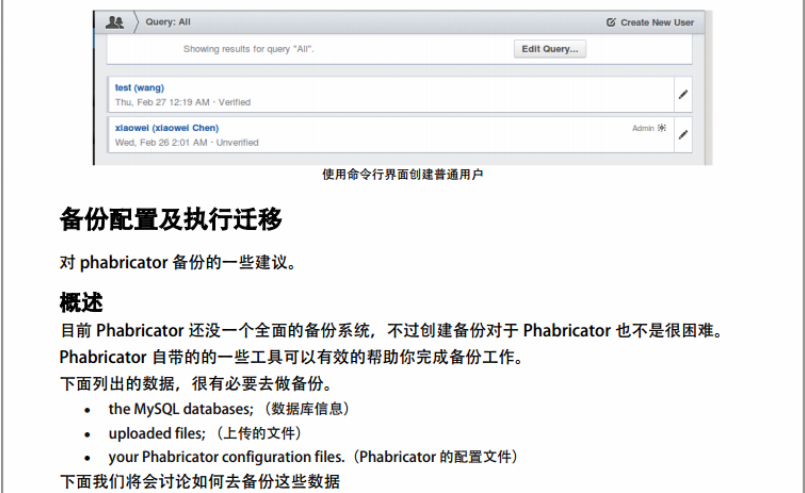 Query: All
Create New User
Showing results for query "All".
Edit Query...
test (wang)
Thu, Feb 27 12:19 AM · Verified
xiaowei (xiaowei Chen)
Admin
Wed, Feb 26 2:01 AM · Unverified
使用命令行界面创建普通用户
备份配置及执行迁移
对 phabricator 备份的一些建议。
概述
目前 Phabricator 还没一个全面的备份系统，不过创建备份对于 Phabricator 也不是很困难。
Phabricator 自带的的一些工具可以有效的帮助你完成备份工作。
下面列出的数据，很有必要去做备份。
• the MySQL databases; （数据库信息）
• uploaded files; （上传的文件）
• your Phabricator configuration files.（Phabricator 的配置文件）
下面我们将会讨论如何去备份这些数据